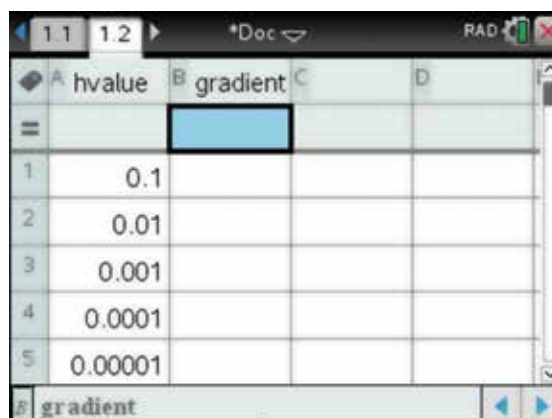 1.1 1.2 *Doc RAD
A hvalue B gradient C D
=
1 0.1
2 0.01
3 0.001
4 0.0001
5 0.00001
B gradient